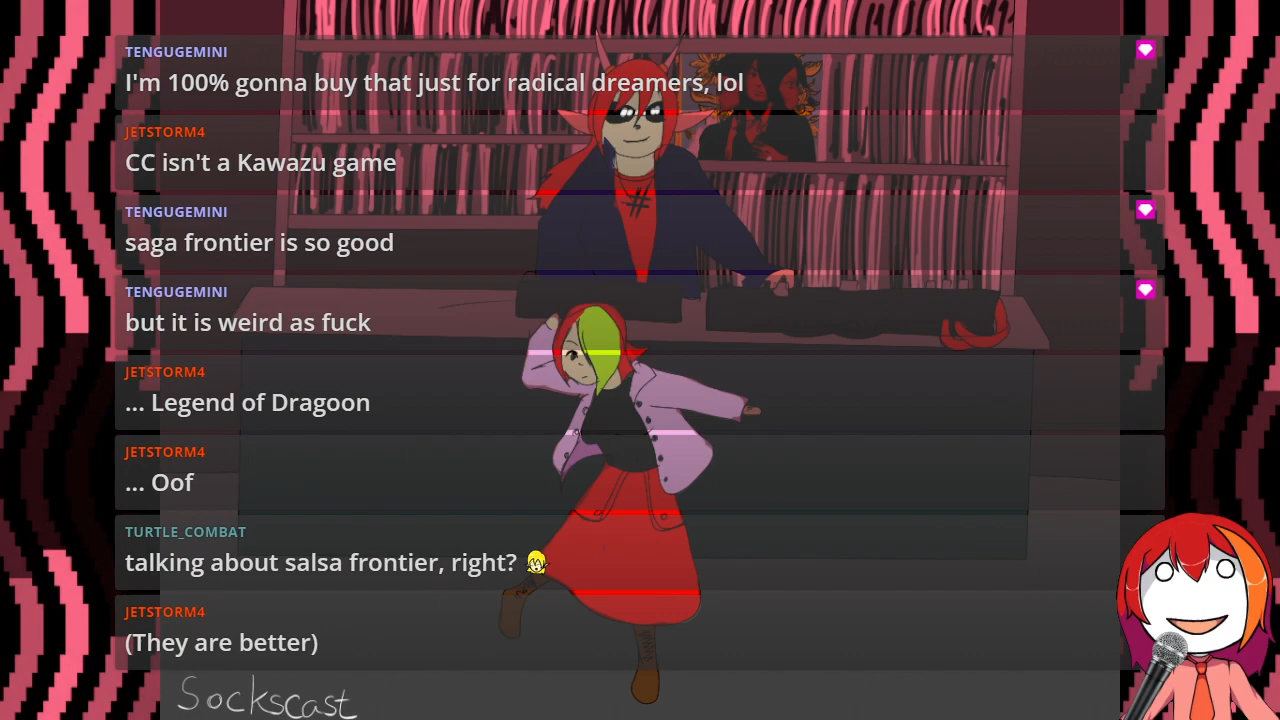 TENGUGEMINI
I'm 100% gonna buy that just for radical dreamers, lol
JETSTORM4
CC isn't a Kawazu game
TENGUGEMINI
saga frontier is so good
TENGUGEMINI
but it is weird as fuck
JETSTORM4
... Legend of Dragoon
JETSTORM4
... Oof
TURTLE_COMBAT
talking about salsa frontier, right?
JETSTORM4
(They are better)
Sockscast